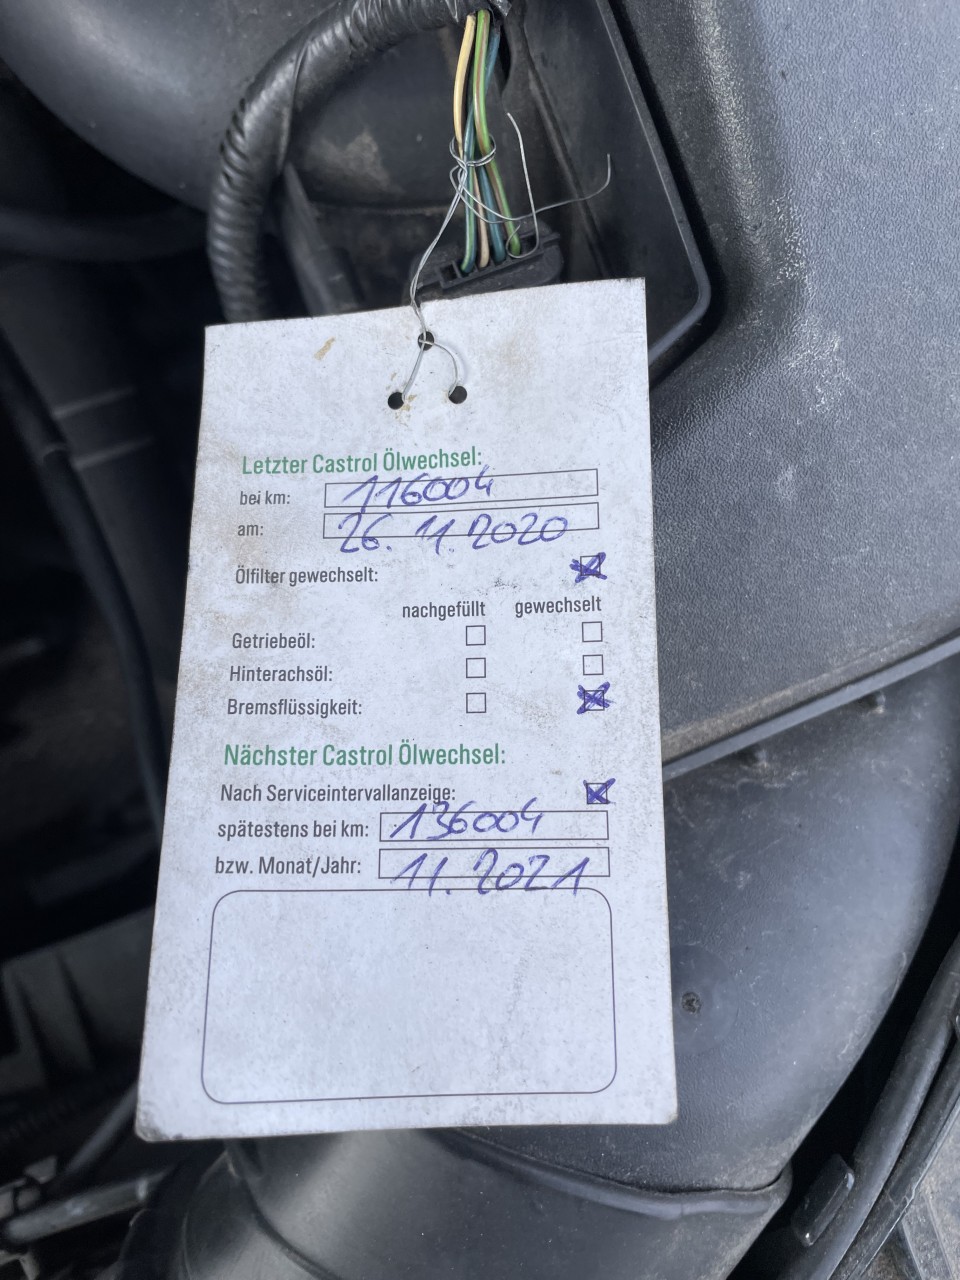 Letzter Castrol Ölwechsel:
bei km: 116004
am: 26.11.2020
Ölfilter gewechselt:
nachgefüllt gewechselt
Getriebeöl:
Hinterachsöl:
Bremsflüssigkeit:
Nächster Castrol Ölwechsel:
Nach Serviceintervallanzeige:
spätestens bei km: 136004
bzw. Monat/Jahr: 11.2021